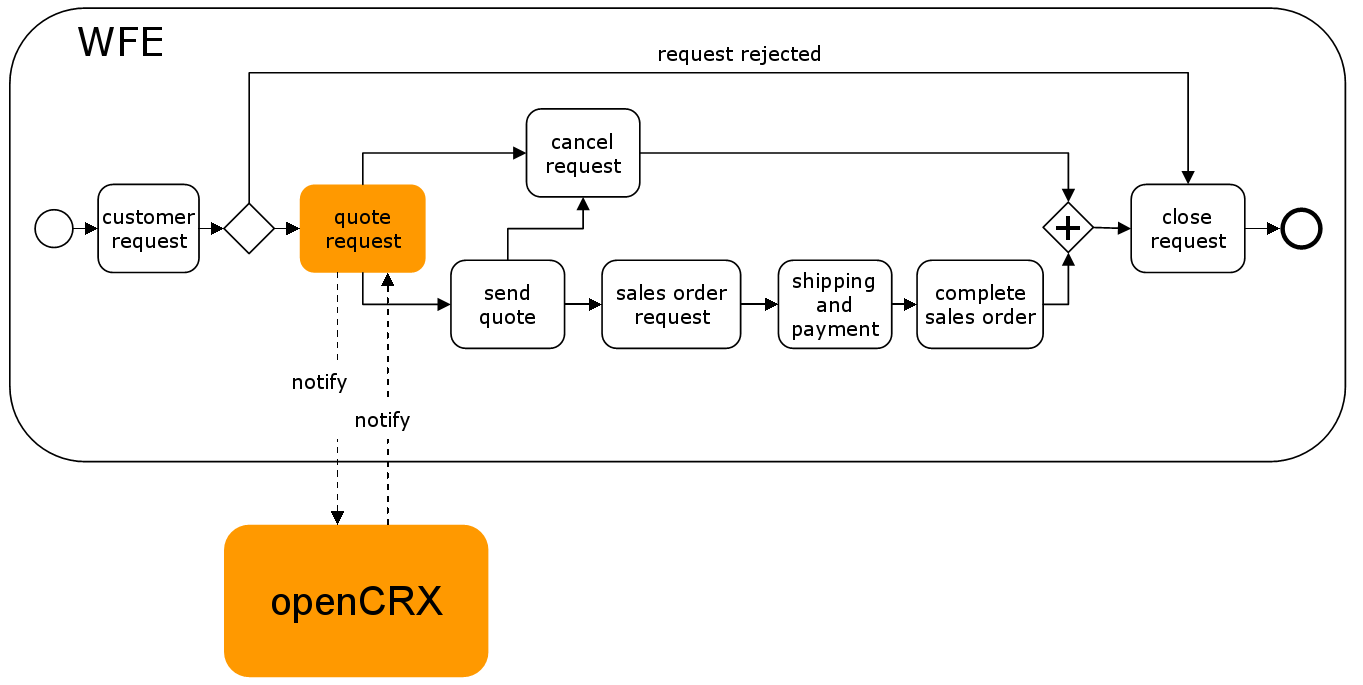 WFE
request rejected
cancel
request
customer
request
quote
request
close
request
send
quote
sales order
request
shipping
and
payment
complete
sales order
notify
notify
openCRX